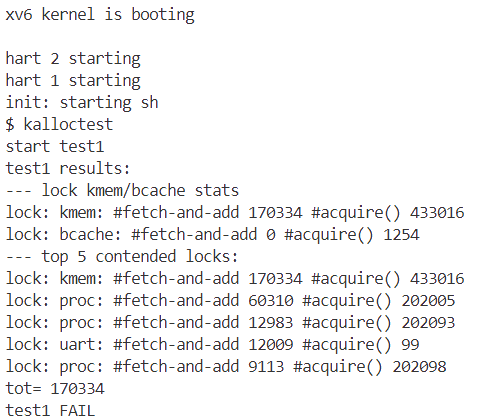 xv6 kernel is booting
hart 2 starting
hart 1 starting
init: starting sh
$ kalloctest
start test1
test1 results:
--- lock kmem/bcache stats
lock: kmem: #fetch-and-add 170334 #acquire() 433016
lock: bcache: #fetch-and-add 0 #acquire() 1254
--- top 5 contended locks:
lock: kmem: #fetch-and-add 170334 #acquire() 433016
lock: proc: #fetch-and-add 60310 #acquire() 202005
lock: proc: #fetch-and-add 12983 #acquire() 202093
lock: uart: #fetch-and-add 12009 #acquire() 99
lock: proc: #fetch-and-add 9113 #acquire() 202098
tot= 170334
test1 FAIL